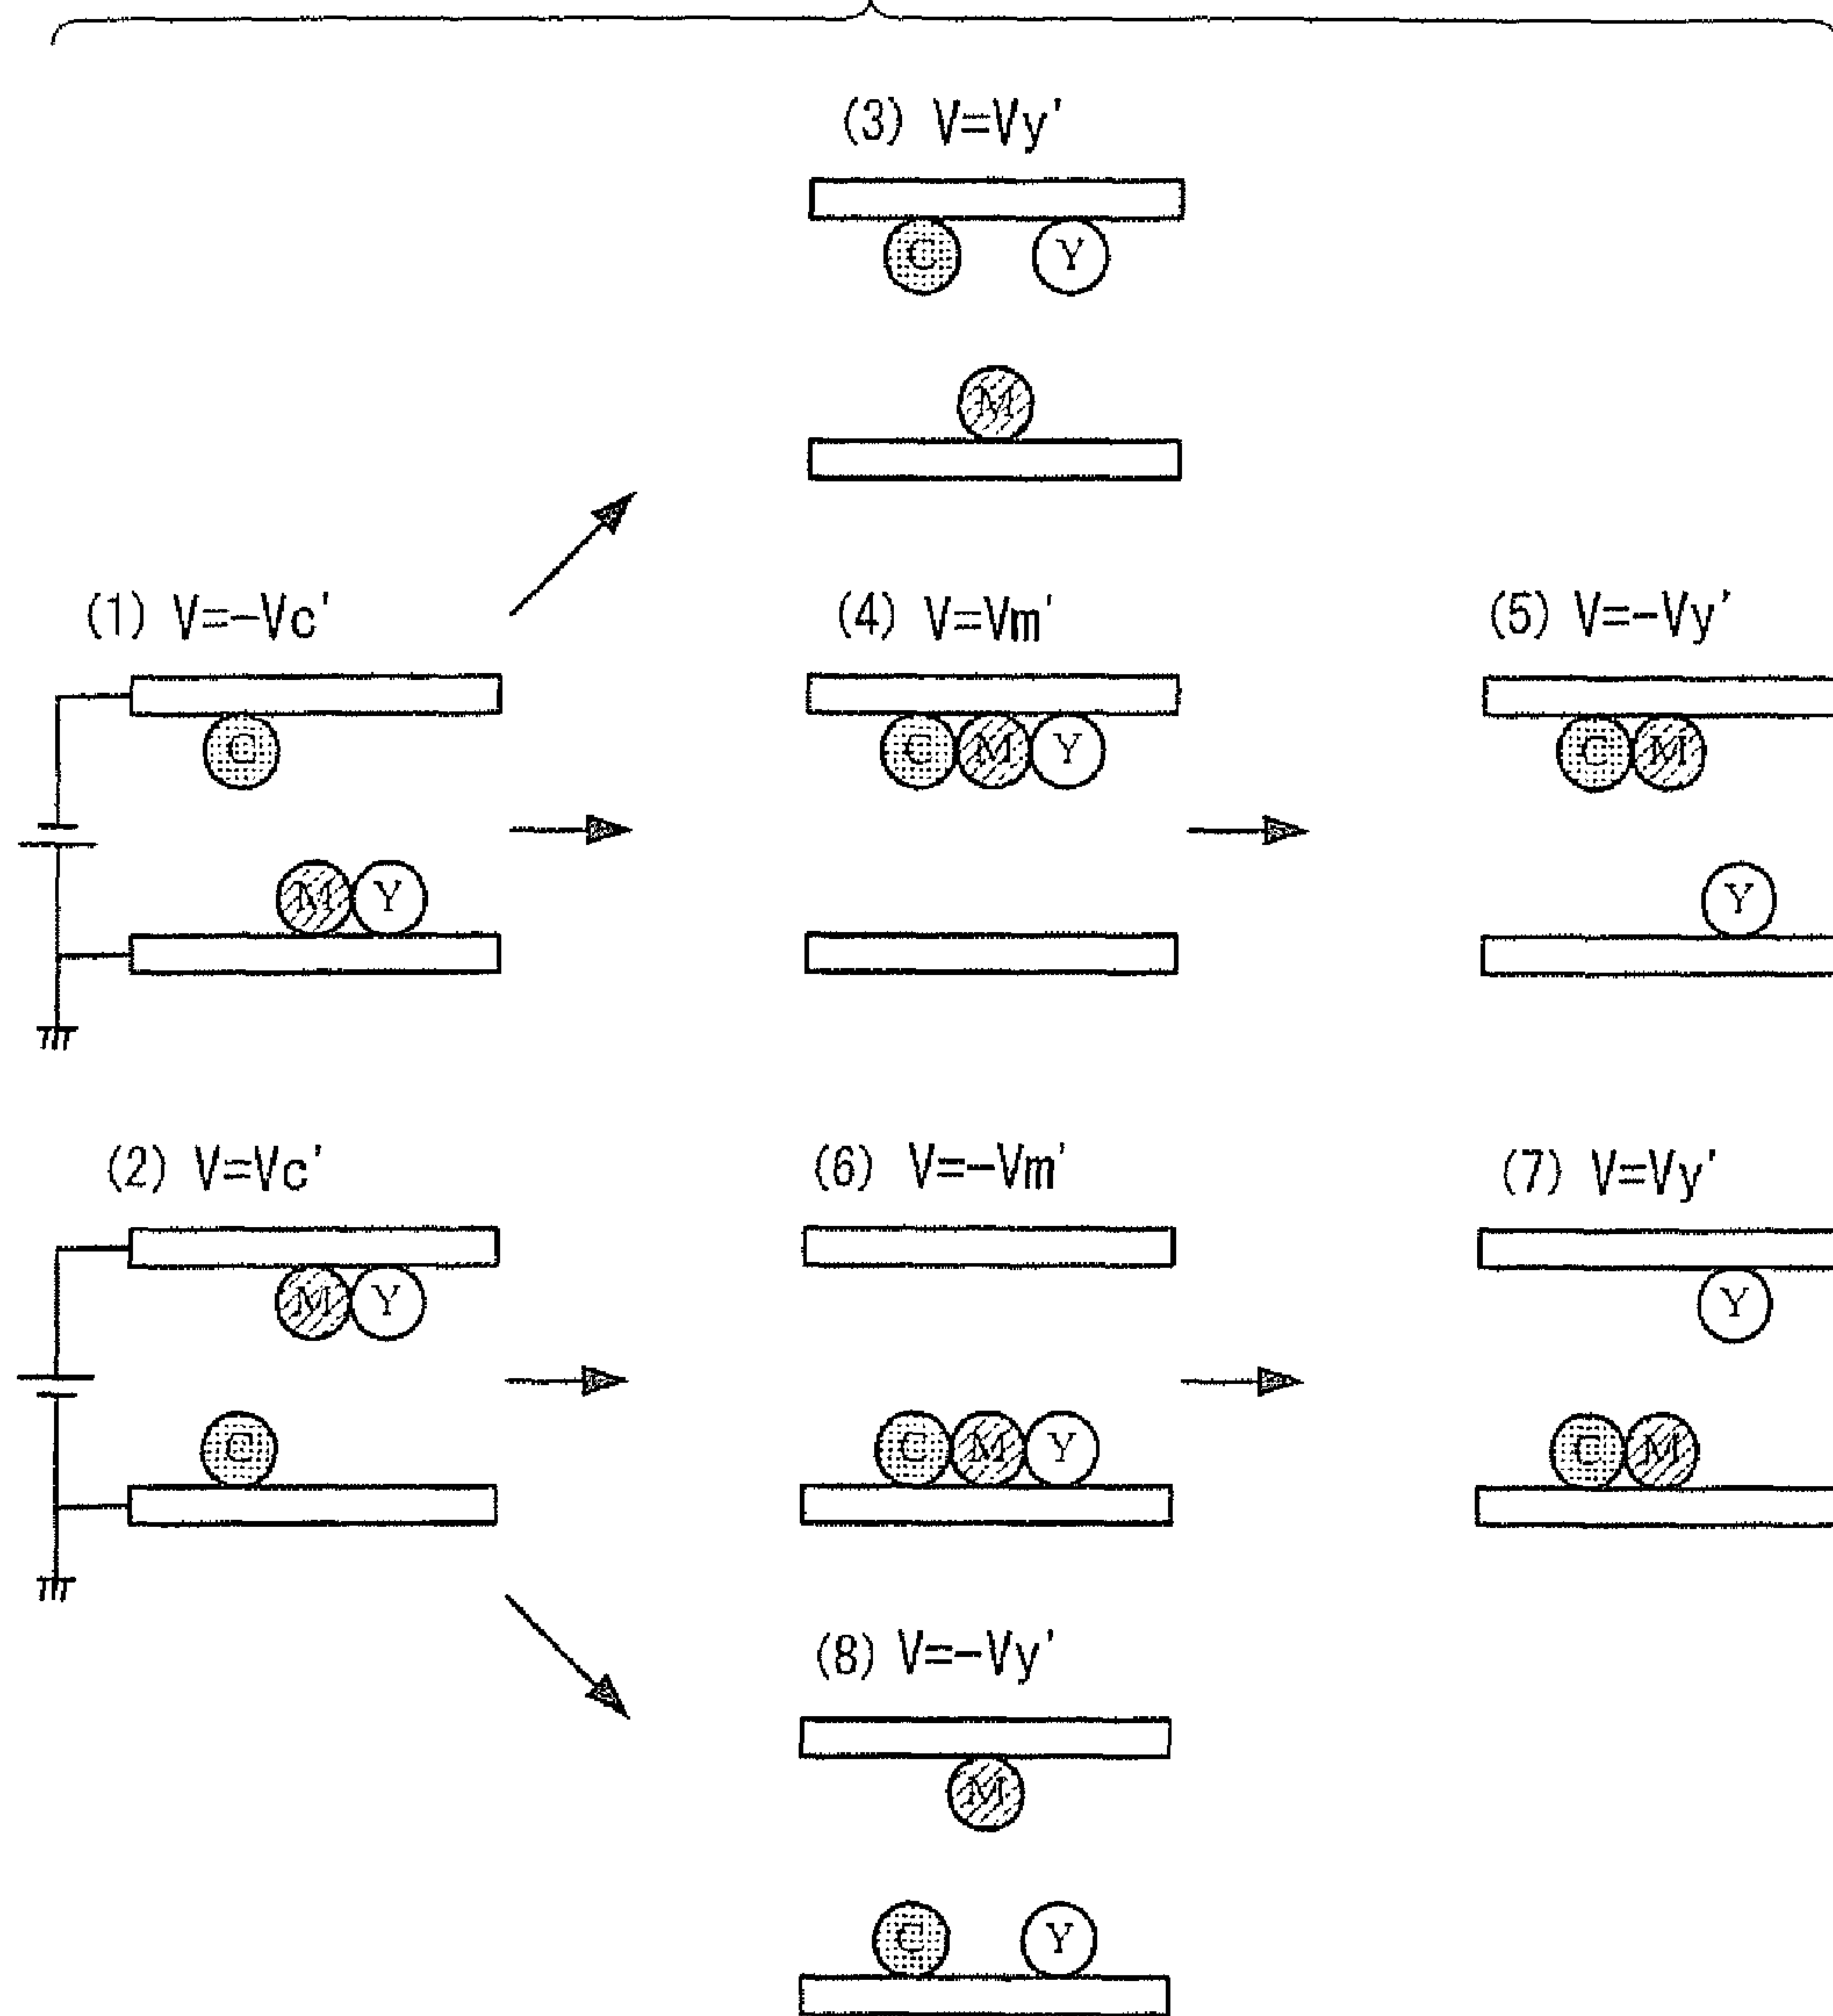 (3) V=Vy'
C Y
M
(1) V=-Vc'
C
M Y
(4) V=Vm'
C M Y
(5) V=-Vy'
C M
Y
(2) V=Vc'
M Y
C
(6) V=-Vm'
C M Y
(7) V=Vy'
Y
C M
(8) V=-Vy'
M
C Y